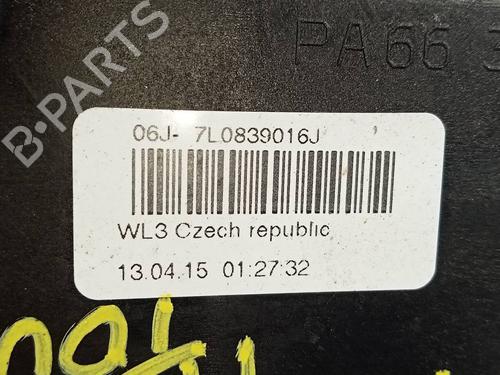 PA66
06J- 7L0839016J
WL3 Czech republic
13.04.15 01:27:32
B-PARTS